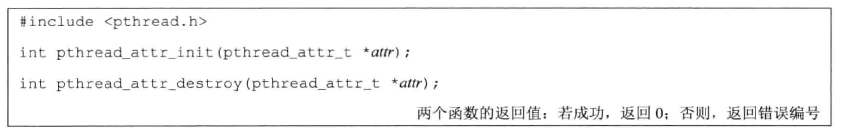 #include <pthread.h>
int pthread_attr_init(pthread_attr_t *attr);
int pthread_attr_destroy(pthread_attr_t *attr);
两个函数的返回值：若成功，返回 0；否则，返回错误编号